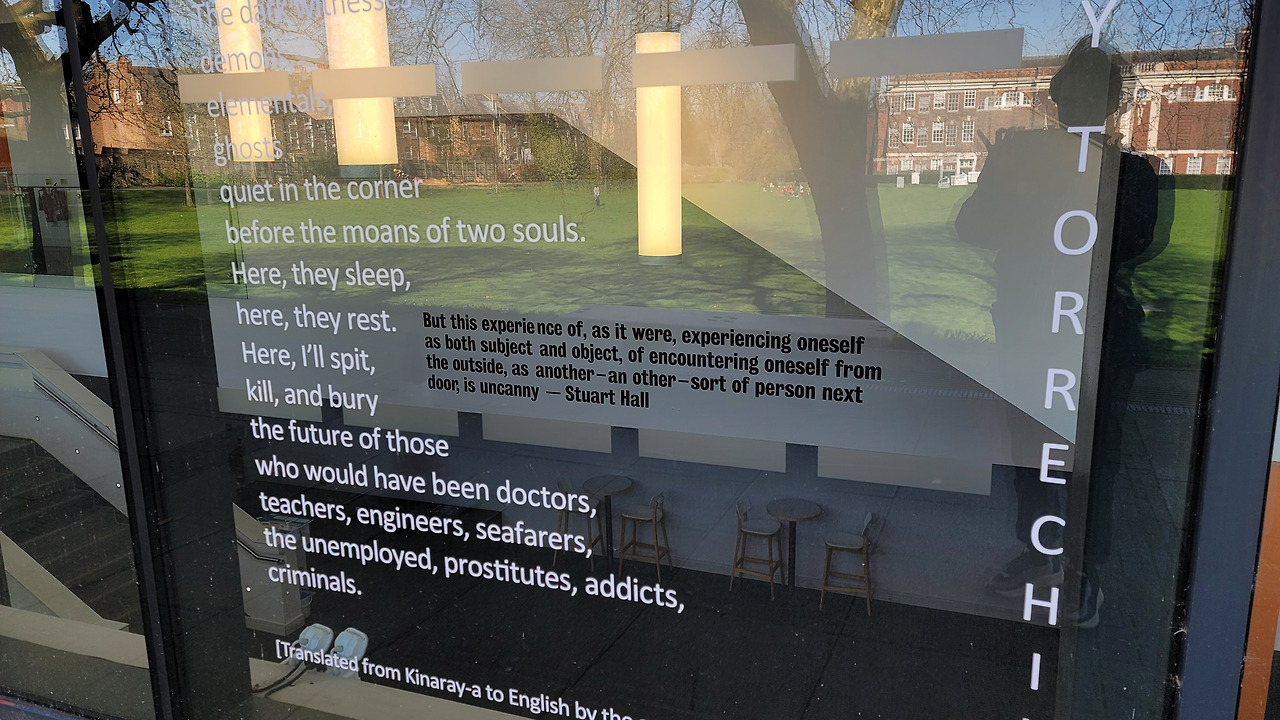 The dark witnesses
demons
elementals,
ghosts
quiet in the corner
before the moans of two souls.
Here, they sleep,
here, they rest.
Here, I'll spit,
kill, and bury
the future of those
who would have been doctors,
teachers, engineers, seafarers,
the unemployed, prostitutes, addicts,
criminals.
[Translated from Kinaray-a to English by the
But this experience of, as it were, experiencing oneself
as both subject and object, of encountering oneself from
the outside, as another–an other–sort of person next
door, is uncanny — Stuart Hall
Y TORRECHI